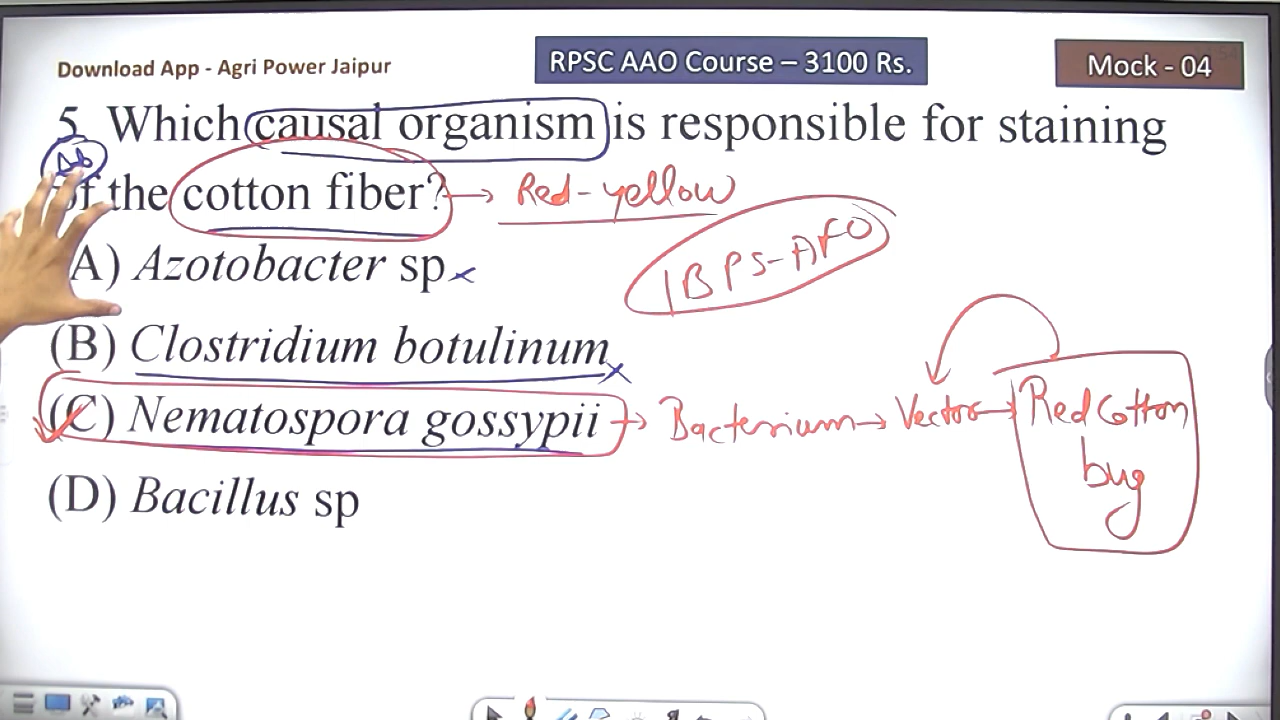 Download App - Agri Power Jaipur
RPSC AAO Course – 3100 Rs.
Mock - 04
5. Which causal organism is responsible for staining
of the cotton fiber? → Red-yellow
IBPS-AFO
A) Azotobacter sp
(B) Clostridium botulinum
(C) Nematospora gossypii → Bacterium → Vector → Red Cotton
bug
(D) Bacillus sp